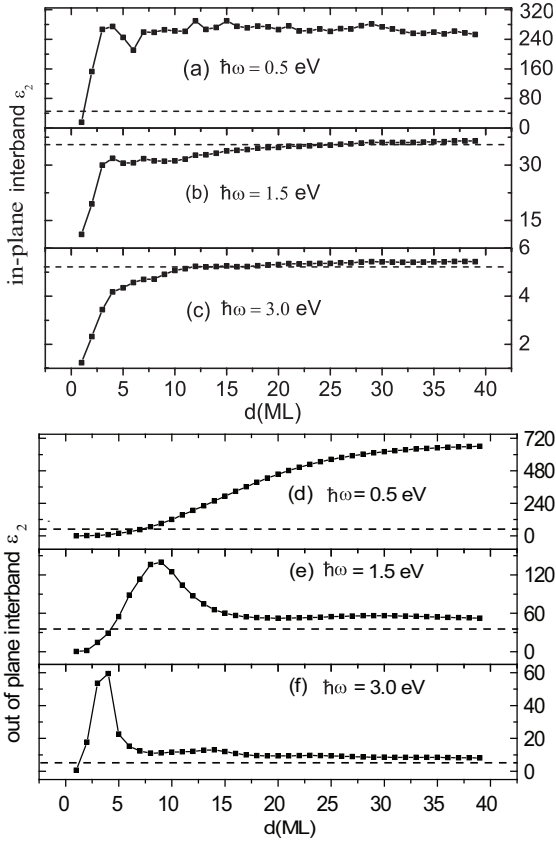 in-plane interband ε₂
320
240
160
80
0
(a) ħω = 0.5 eV
30
15
(b) ħω = 1.5 eV
6
4
2
(c) ħω = 3.0 eV
0 5 10 15 20 25 30 35 40
d(ML)
out of plane interband ε₂
720
480
240
0
(d) ħω = 0.5 eV
120
60
0
(e) ħω = 1.5 eV
60
40
20
0
(f) ħω = 3.0 eV
0 5 10 15 20 25 30 35 40
d(ML)